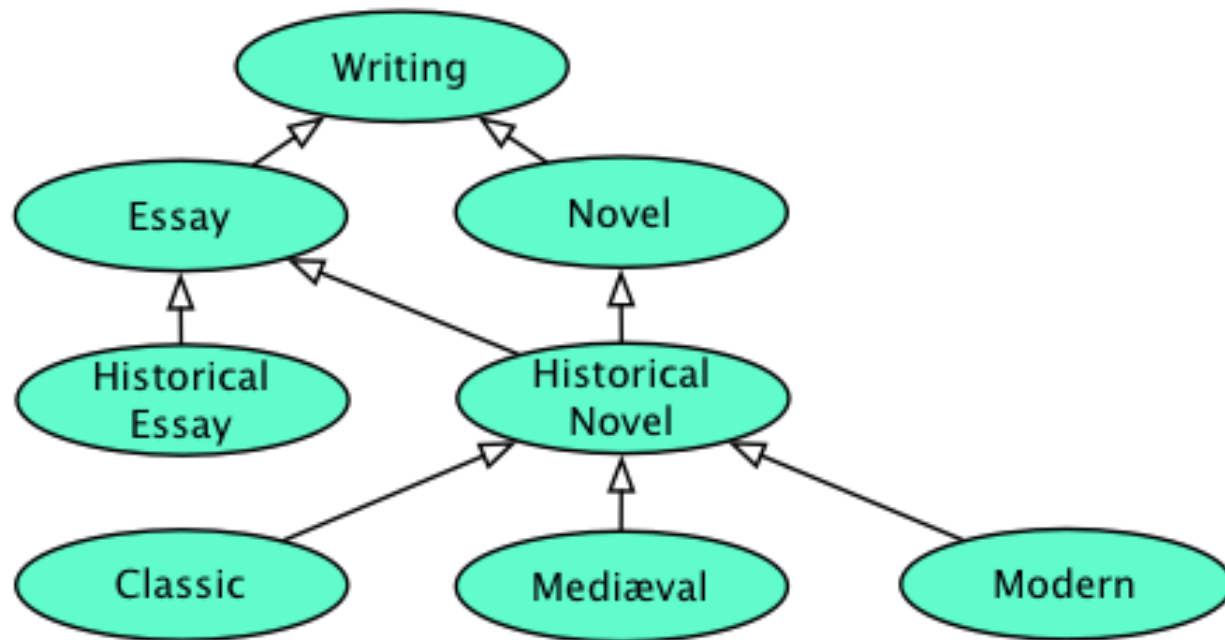 Writing
Essay
Novel
Historical
Essay
Historical
Novel
Classic
Mediæval
Modern